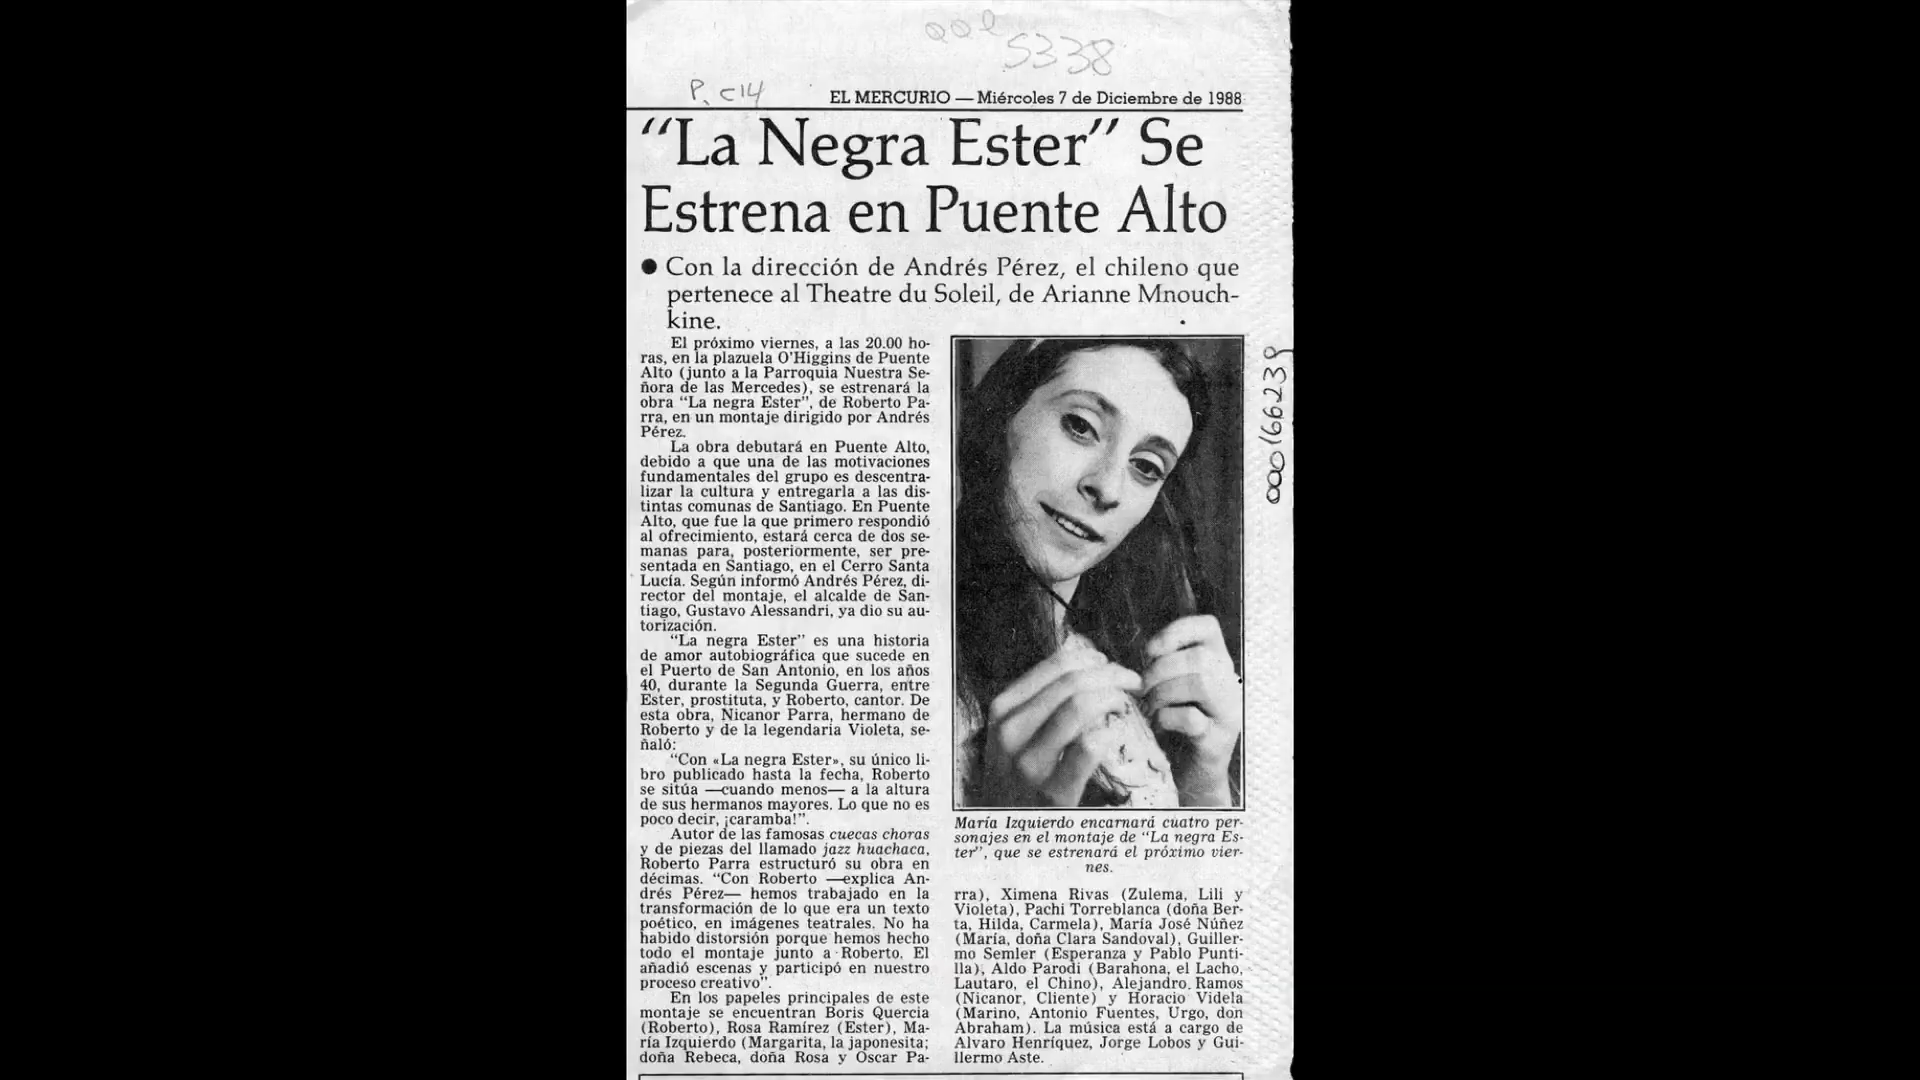 aae
5338
P. C14
EL MERCURIO — Miércoles 7 de Diciembre de 1988
“La Negra Ester” Se
Estrena en Puente Alto
● Con la dirección de Andrés Pérez, el chileno que
pertenece al Theatre du Soleil, de Arianne Mnouch-
kine.
El próximo viernes, a las 20.00 ho-
ras, en la plazuela O'Higgins de Puente
Alto (junto a la Parroquia Nuestra Se-
ñora de las Mercedes), se estrenará la
obra “La negra Ester”, de Roberto Pa-
rra, en un montaje dirigido por Andrés
Pérez.
La obra debutará en Puente Alto,
debido a que una de las motivaciones
fundamentales del grupo es descentra-
lizar la cultura y entregarla a las dis-
tintas comunas de Santiago. En Puente
Alto, que fue la que primero respondió
al ofrecimiento, estará cerca de dos se-
manas para, posteriormente, ser pre-
sentada en Santiago, en el Cerro Santa
Lucía. Según informó Andrés Pérez, di-
rector del montaje, el alcalde de San-
tiago, Gustavo Alessandri, ya dio su au-
torización.
“La negra Ester” es una historia
de amor autobiográfica que sucede en
el Puerto de San Antonio, en los años
40, durante la Segunda Guerra, entre
Ester, prostituta, y Roberto, cantor. De
esta obra, Nicanor Parra, hermano de
Roberto y de la legendaria Violeta, se-
ñaló:
“Con «La negra Ester», su único li-
bro publicado hasta la fecha, Roberto
se sitúa —cuando menos— a la altura
de sus hermanos mayores. Lo que no es
poco decir, ¡caramba!”.
Autor de las famosas cuecas choras
y de piezas del llamado jazz huachaca,
Roberto Parra estructuró su obra en
décimas. “Con Roberto —explica An-
drés Pérez— hemos trabajado en la
transformación de lo que era un texto
poético, en imágenes teatrales. No ha
habido distorsión porque hemos hecho
todo el montaje junto a Roberto. El
añadió escenas y participó en nuestro
proceso creativo”.
En los papeles principales de este
montaje se encuentran Boris Quercia
(Roberto), Rosa Ramírez (Ester), Ma-
ría Izquierdo (Margarita, la japonesita;
doña Rebeca, doña Rosa y Oscar Pa-
María Izquierdo encarnará cuatro per-
sonajes en el montaje de “La negra Es-
ter”, que se estrenará el próximo vier-
nes.
rra), Ximena Rivas (Zulema, Lili y
Violeta), Pachi Torreblanca (doña Ber-
ta, Hilda, Carmela), María José Núñez
(María, doña Clara Sandoval), Guiller-
mo Semler (Esperanza y Pablo Punti-
lla), Aldo Parodi (Barahona, el Lacho,
Lautaro, el Chino), Alejandro Ramos
(Nicanor, Cliente) y Horacio Videla
(Marino, Antonio Fuentes, Urgo, don
Abraham). La música está a cargo de
Alvaro Henríquez, Jorge Lobos y Gui-
llermo Aste.
000166239